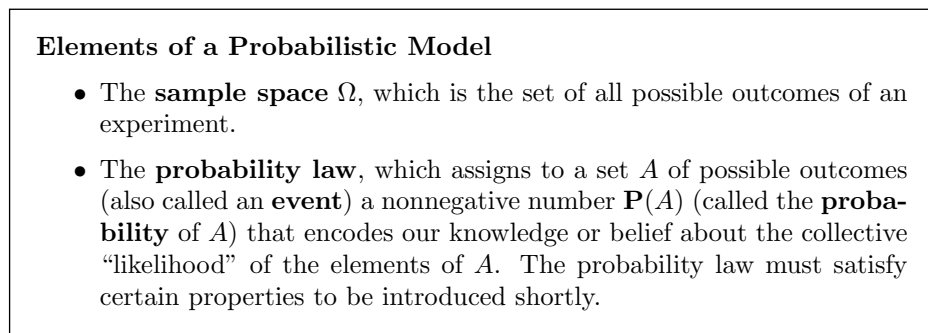 Elements of a Probabilistic Model
• The sample space Ω, which is the set of all possible outcomes of an
experiment.
• The probability law, which assigns to a set A of possible outcomes
(also called an event) a nonnegative number P(A) (called the proba-
bility of A) that encodes our knowledge or belief about the collective
“likelihood” of the elements of A. The probability law must satisfy
certain properties to be introduced shortly.